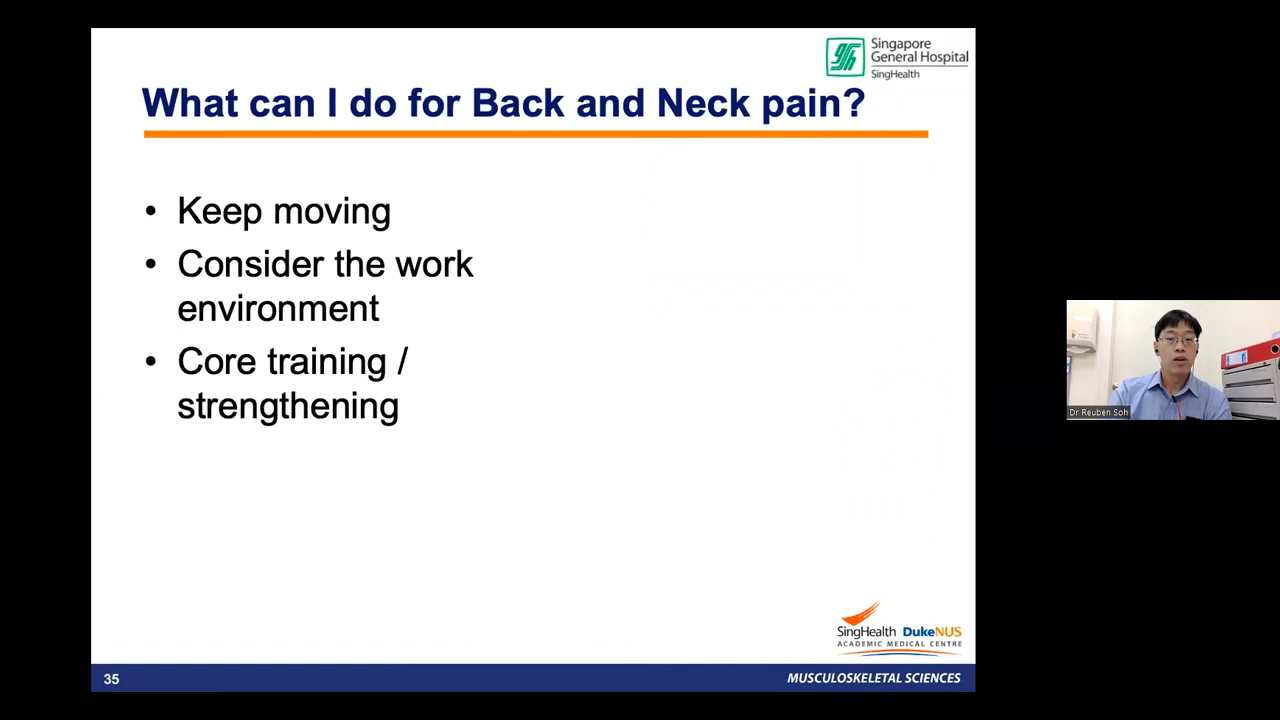 Singapore
General Hospital
SingHealth
What can I do for Back and Neck pain?
• Keep moving
• Consider the work
environment
• Core training /
strengthening
Dr Reuben Soh
SingHealth DukeNUS
ACADEMIC MEDICAL CENTRE
35
MUSCULOSKELETAL SCIENCES